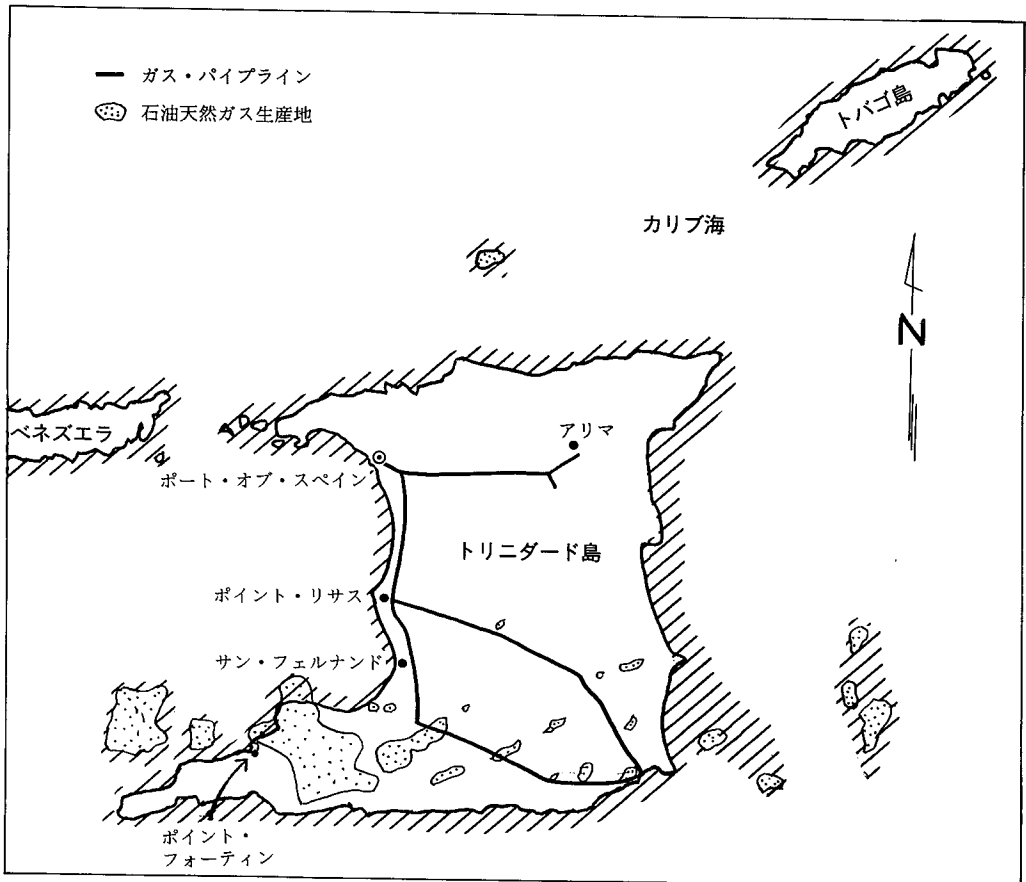 ガス・パイプライン
石油天然ガス生産地
トバゴ島
カリブ海
N
ベネズエラ
アリマ
ポート・オブ・スペイン
トリニダード島
ポイント・リサス
サン・フェルナンド
ポイント・
フォーティン